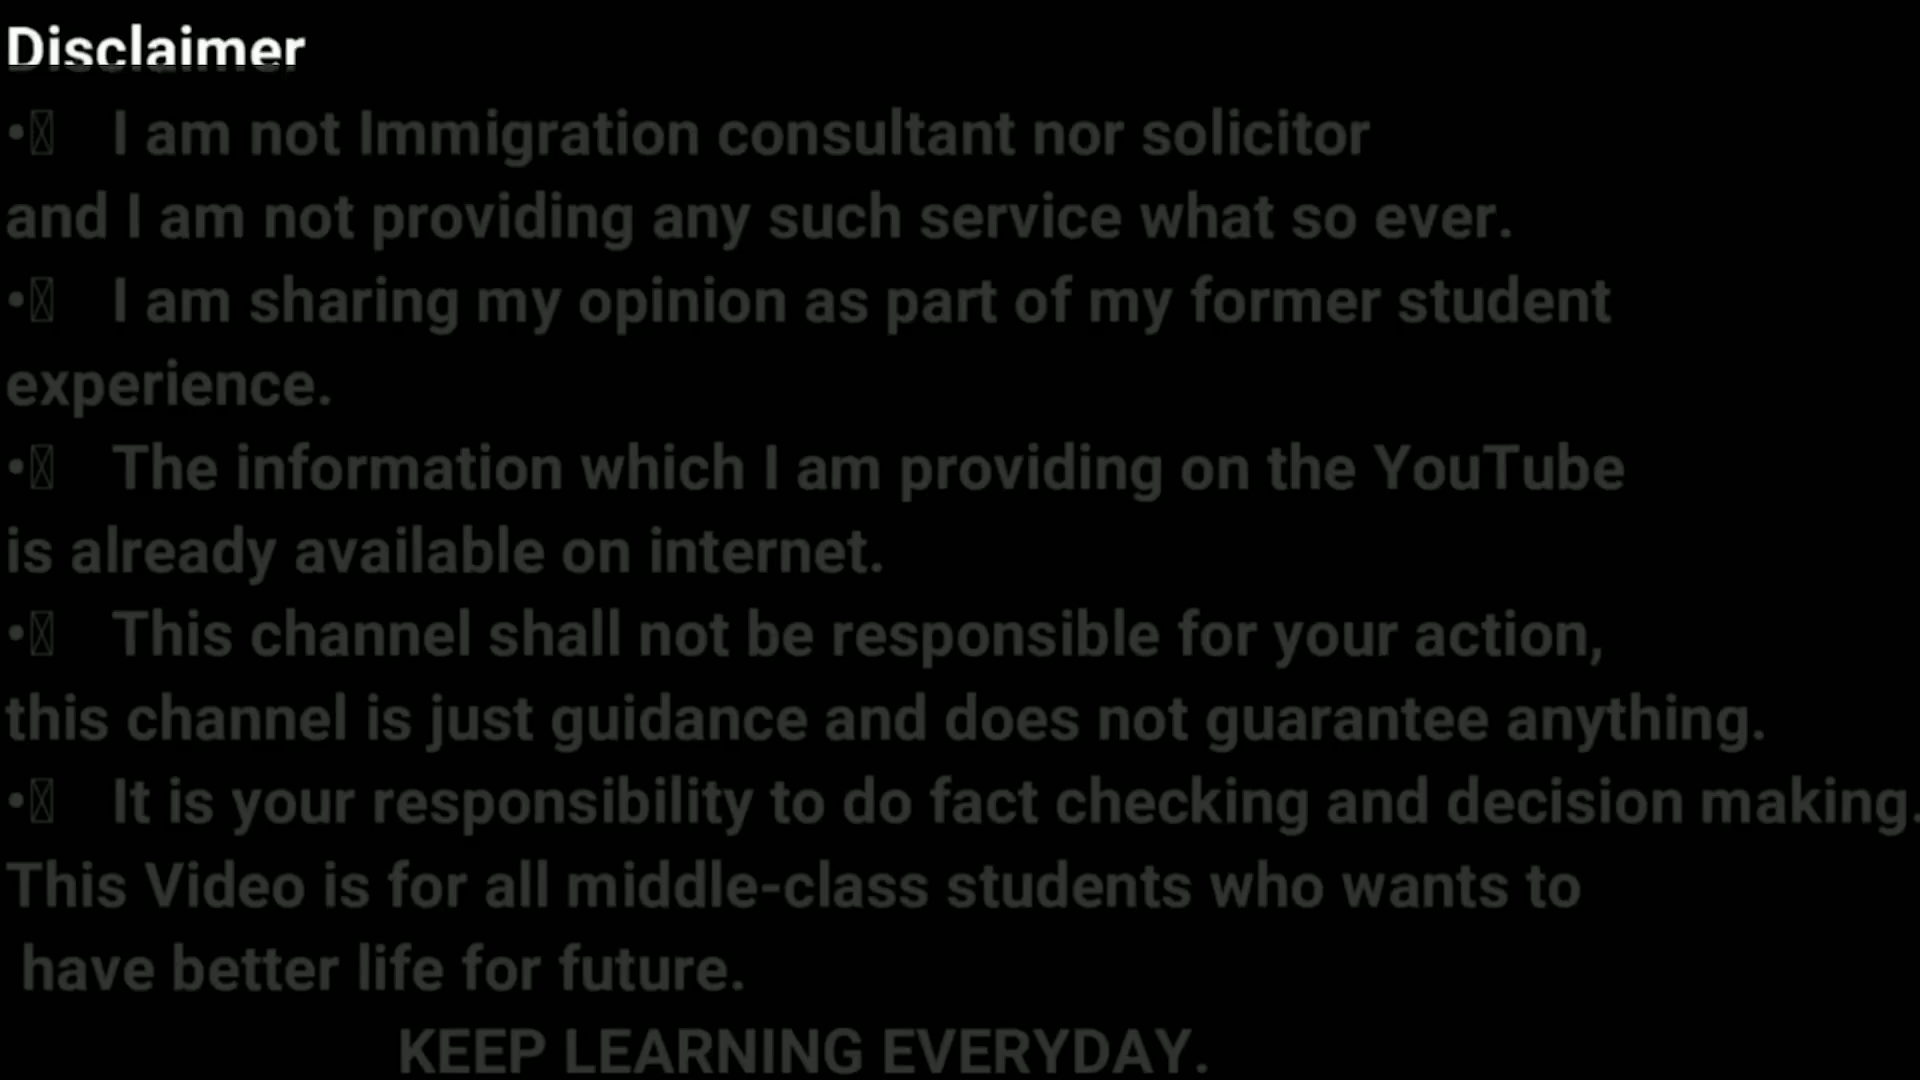 Disclaimer
• I am not Immigration consultant nor solicitor
and I am not providing any such service what so ever.
• I am sharing my opinion as part of my former student
experience.
• The information which I am providing on the YouTube
is already available on internet.
• This channel shall not be responsible for your action,
this channel is just guidance and does not guarantee anything.
• It is your responsibility to do fact checking and decision making.
This Video is for all middle-class students who wants to
have better life for future.
KEEP LEARNING EVERYDAY.